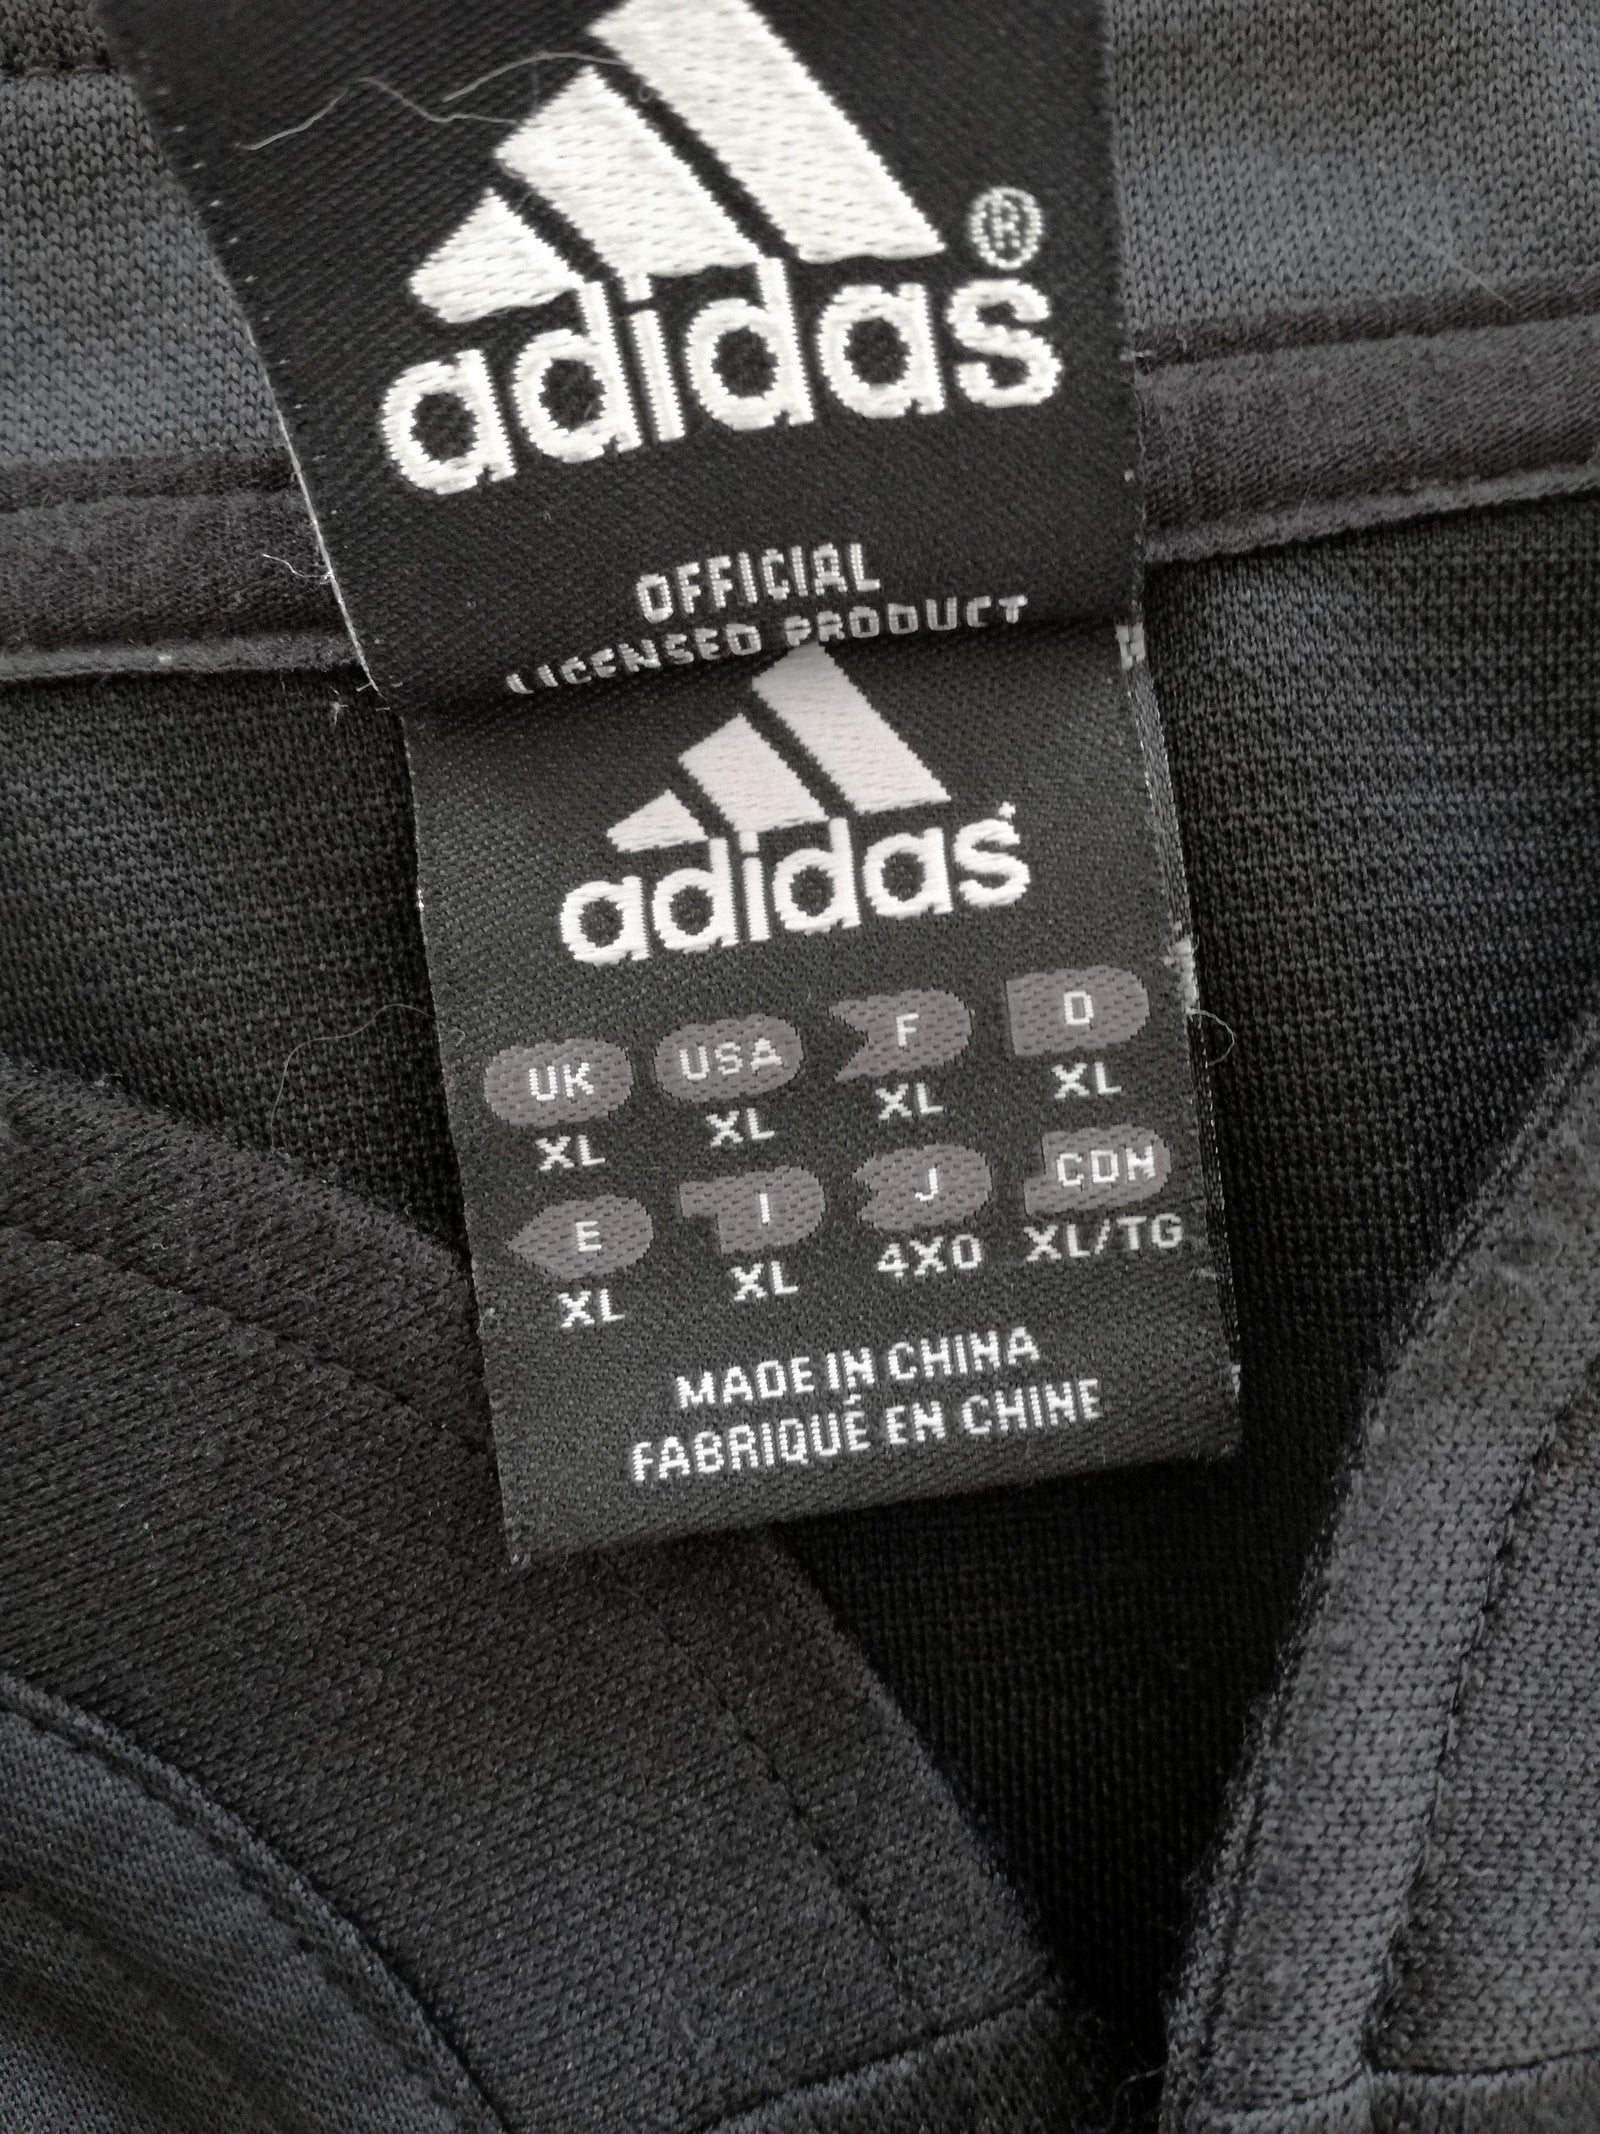 adidas®
OFFICIAL
LICENSED PRODUCT
adidas
UK USA F D
XL XL XL XL
E I J CDN
XL XL 4XO XL/TG
MADE IN CHINA
FABRIQUÉ EN CHINE